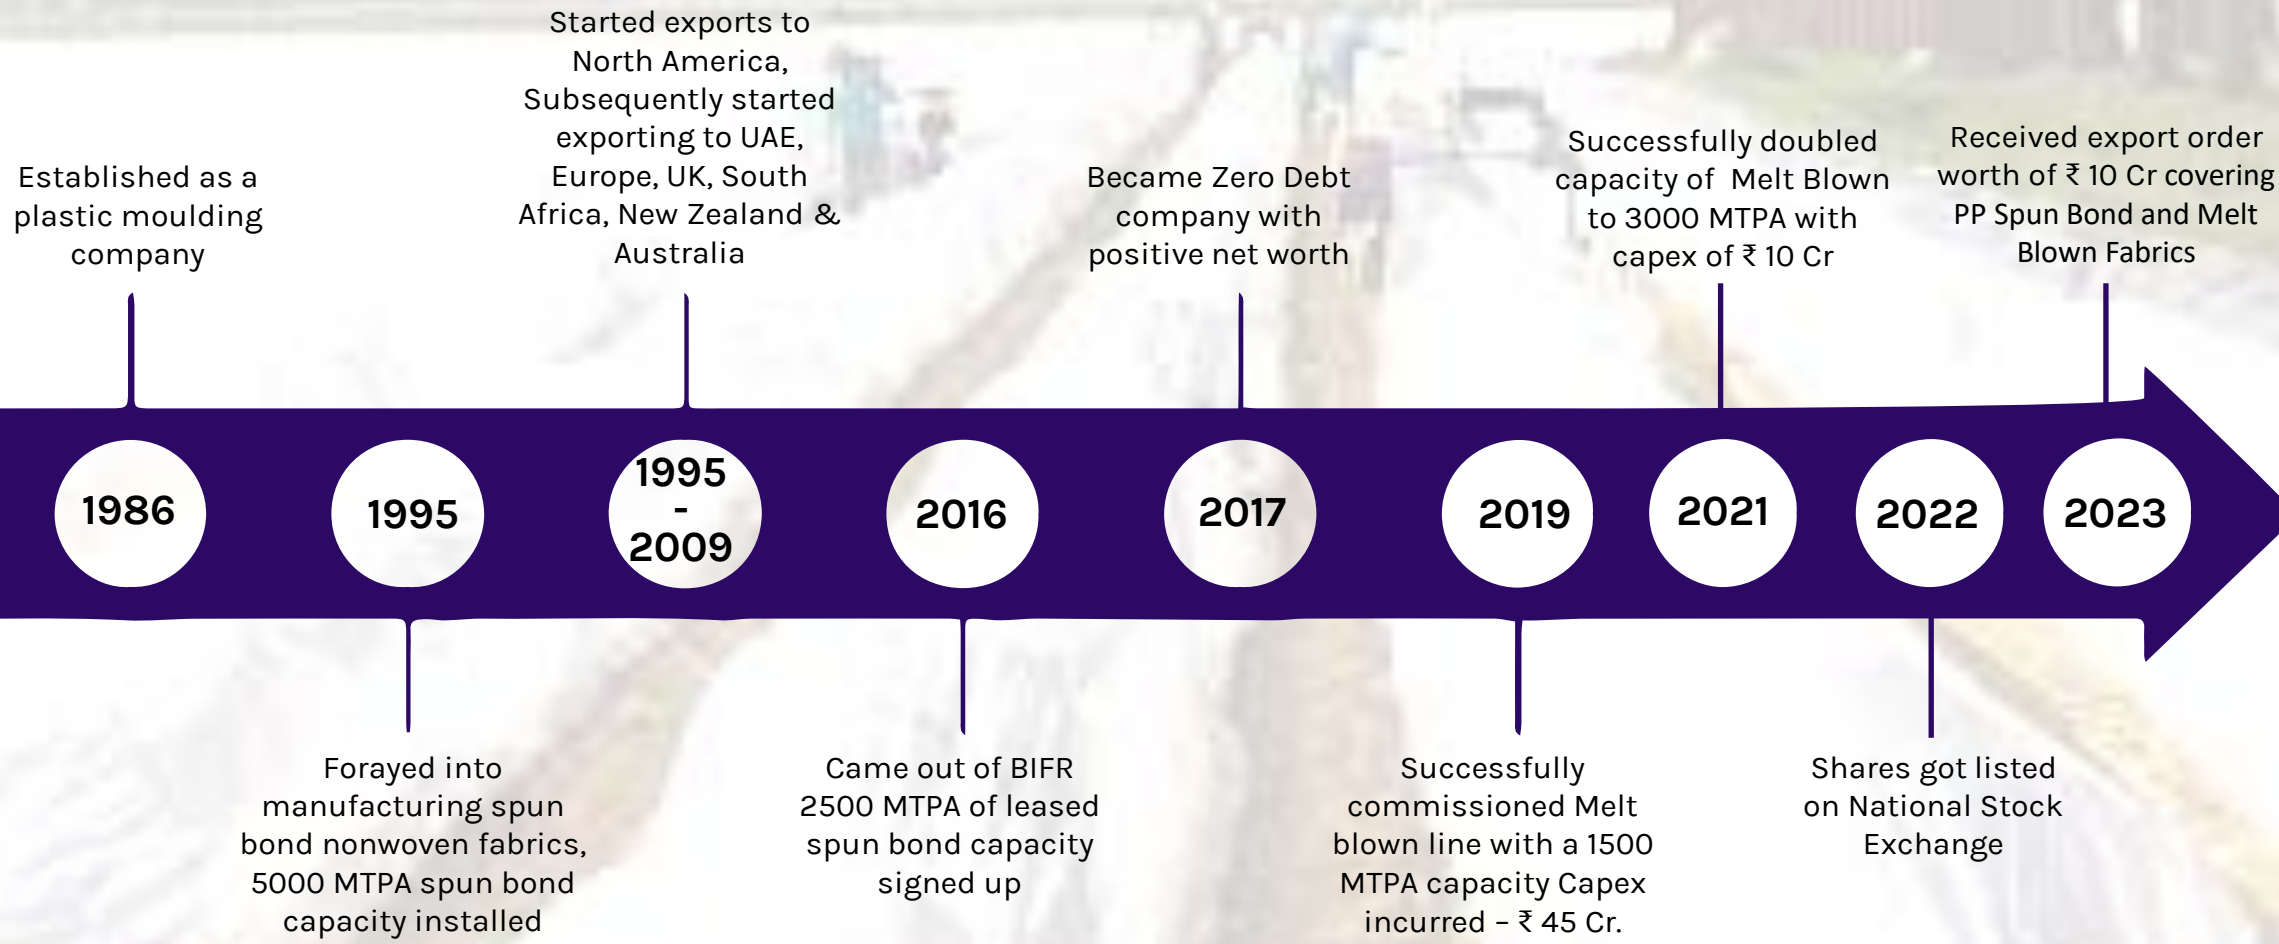 Established as a
plastic moulding
company
Started exports to
North America,
Subsequently started
exporting to UAE,
Europe, UK, South
Africa, New Zealand &
Australia
Became Zero Debt
company with
positive net worth
Successfully doubled
capacity of Melt Blown
to 3000 MTPA with
capex of ₹ 10 Cr
Received export order
worth of ₹ 10 Cr covering
PP Spun Bond and Melt
Blown Fabrics
1986
1995
1995
-
2009
2016
2017
2019
2021
2022
2023
Forayed into
manufacturing spun
bond nonwoven fabrics,
5000 MTPA spun bond
capacity installed
Came out of BIFR
2500 MTPA of leased
spun bond capacity
signed up
Successfully
commissioned Melt
blown line with a 1500
MTPA capacity Capex
incurred – ₹ 45 Cr.
Shares got listed
on National Stock
Exchange